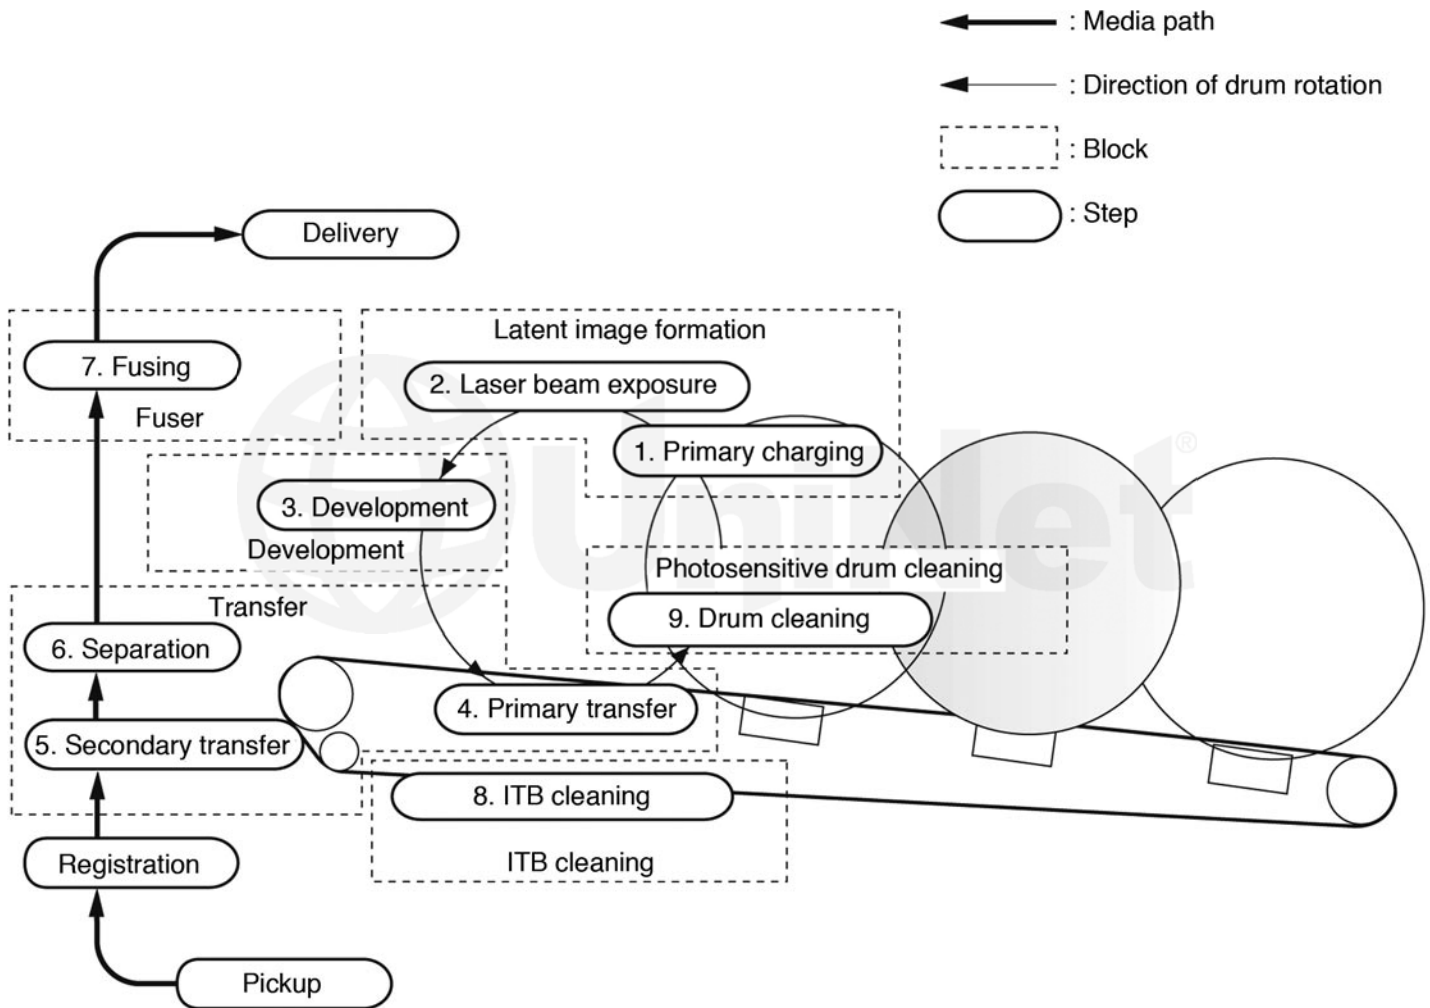 : Media path
: Direction of drum rotation
: Block
: Step
Delivery
Latent image formation
7. Fusing
2. Laser beam exposure
Fuser
1. Primary charging
UniNet®
3. Development
Development
Photosensitive drum cleaning
Transfer
9. Drum cleaning
6. Separation
4. Primary transfer
5. Secondary transfer
8. ITB cleaning
Registration
ITB cleaning
Pickup